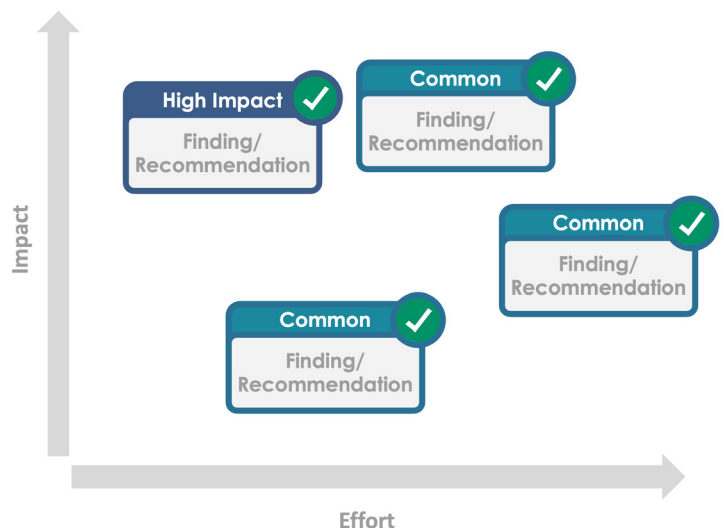 Impact
High Impact
Finding/
Recommendation
Common
Finding/
Recommendation
Common
Finding/
Recommendation
Common
Finding/
Recommendation
Effort